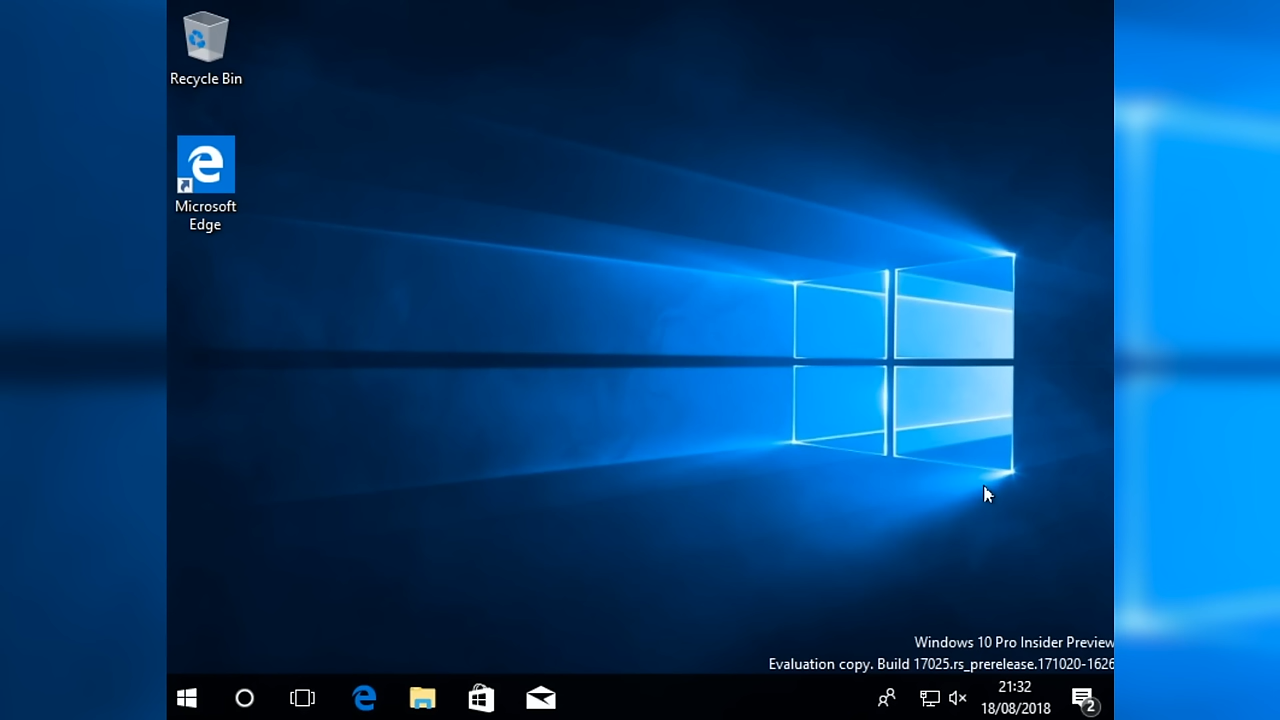 Recycle Bin
Microsoft
Edge
Windows 10 Pro Insider Preview
Evaluation copy. Build 17025.rs_prerelease.171020-1626
21:32
18/08/2018
2